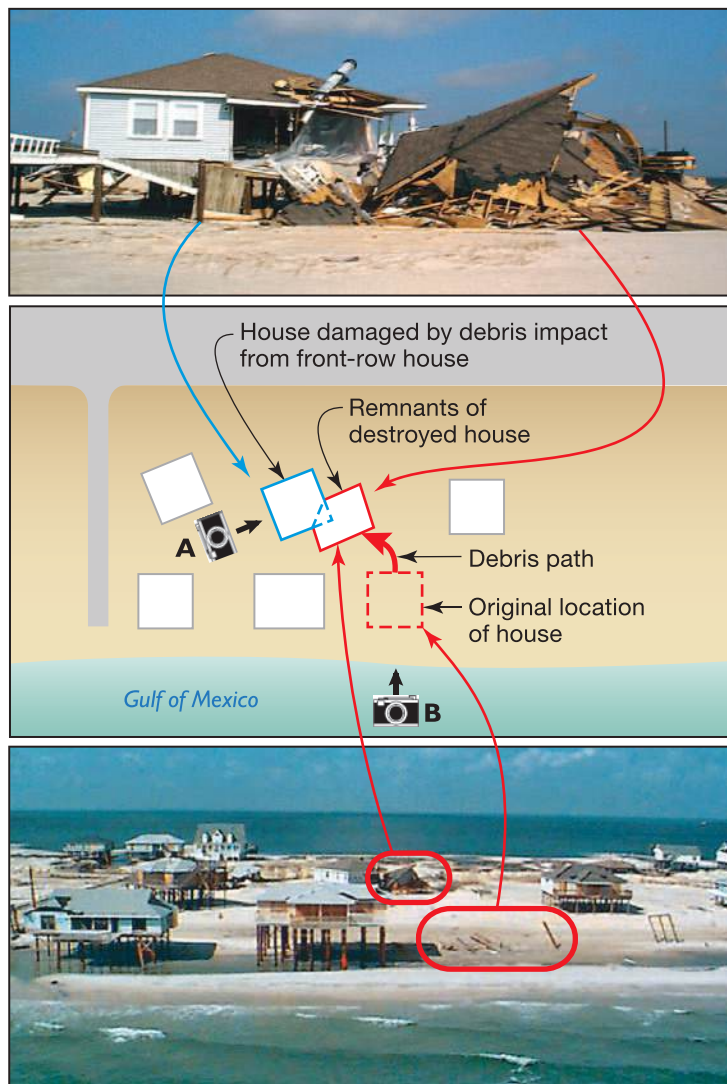 House damaged by debris impact
from front-row house
Remnants of
destroyed house
A
Debris path
Original location
of house
Gulf of Mexico
B